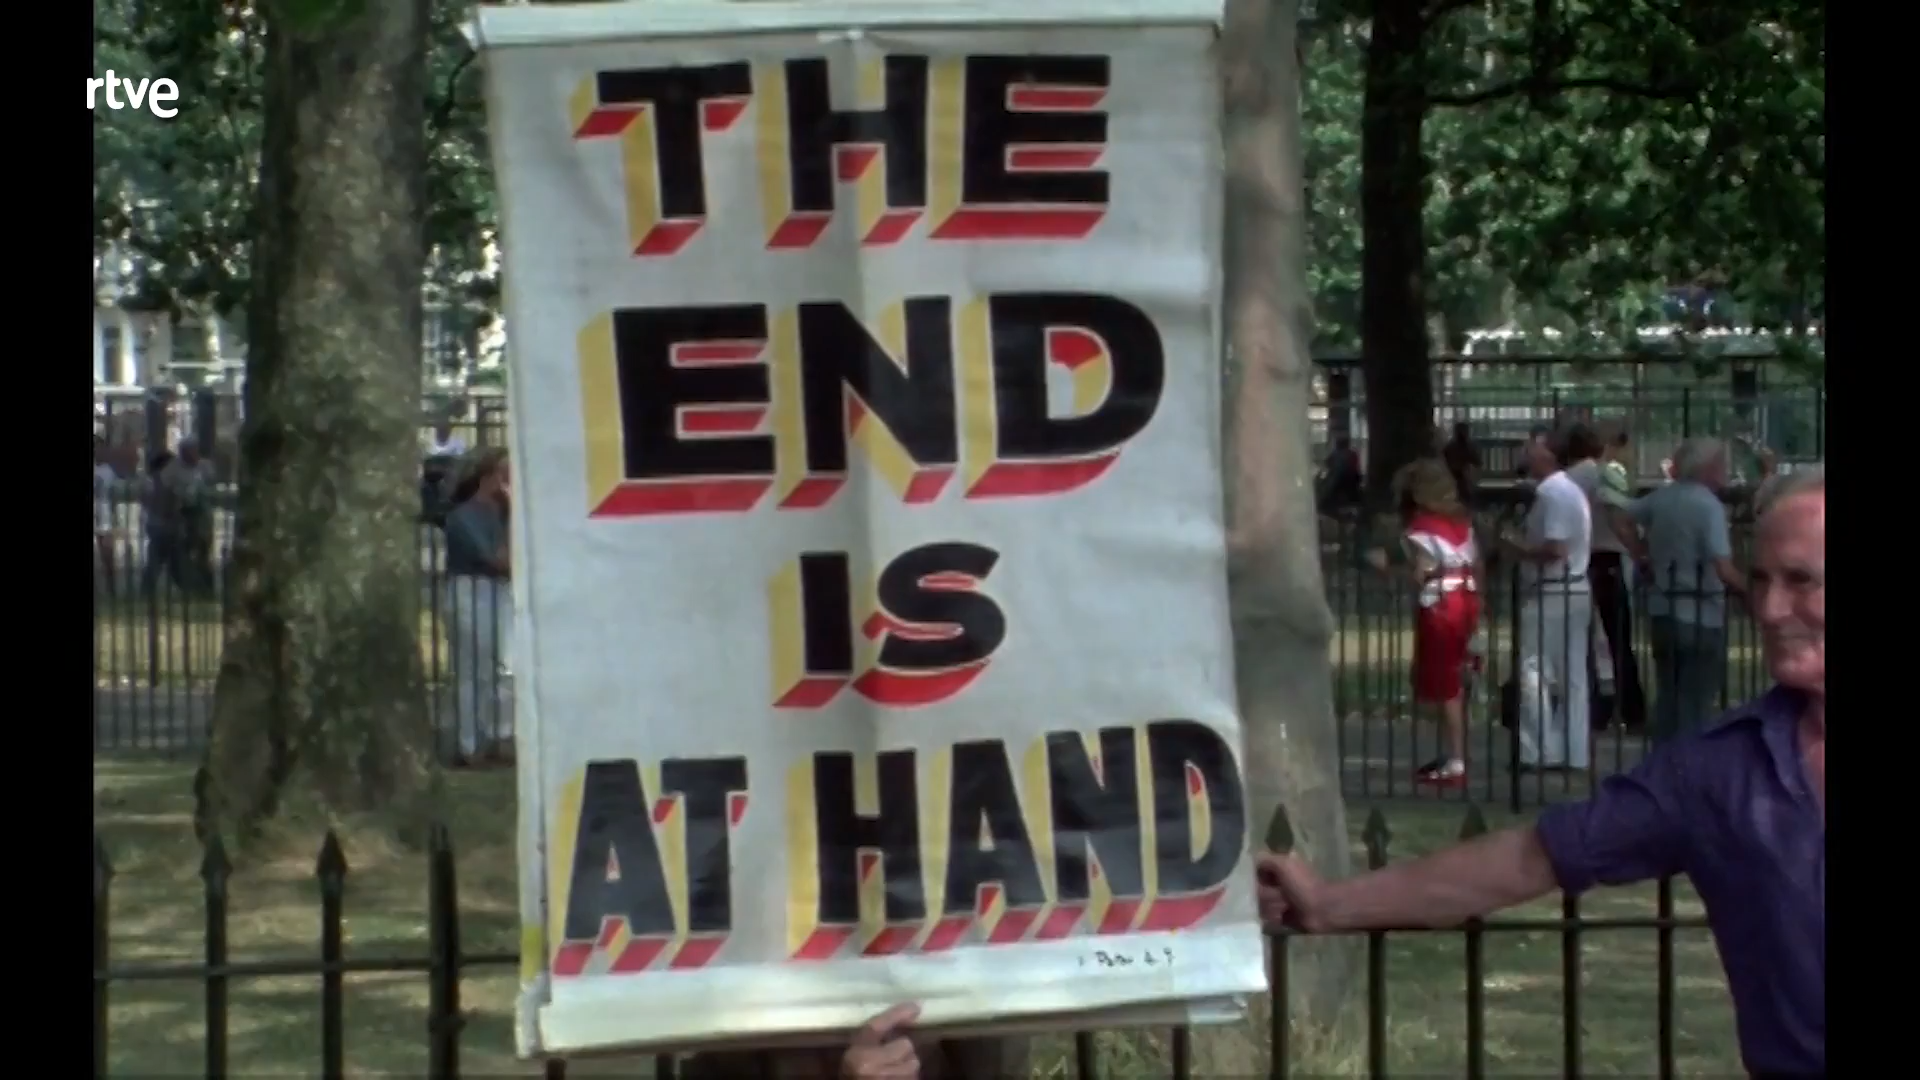 rtve
THE
END
IS
AT HAND